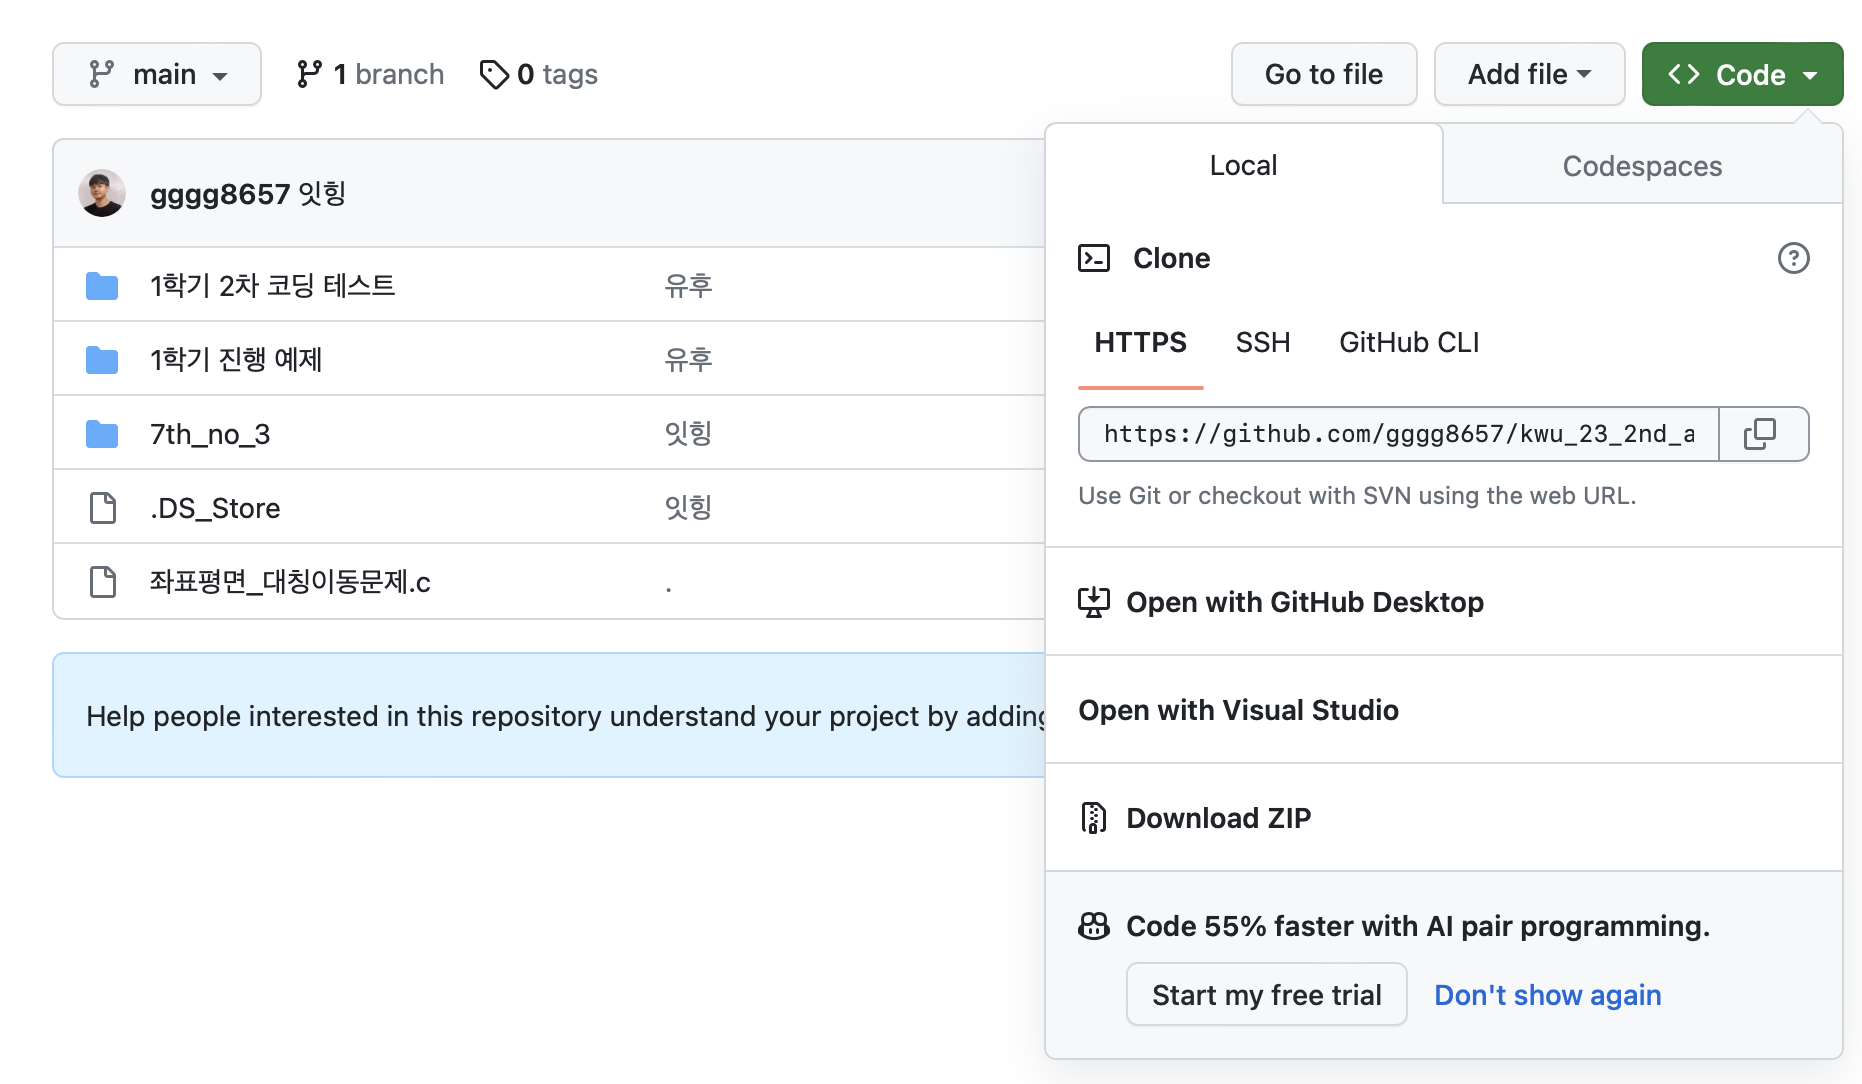 main
1 branch
0 tags
Go to file
Add file
Code
gggg8657 잇힝
1학기 2차 코딩 테스트 유후
1학기 진행 예제 유후
7th_no_3 잇힝
.DS_Store 잇힝
좌표평면_대칭이동문제.c .
Help people interested in this repository understand your project by adding
Local
Codespaces
Clone
HTTPS
SSH
GitHub CLI
https://github.com/gggg8657/kwu_23_2nd_a
Use Git or checkout with SVN using the web URL.
Open with GitHub Desktop
Open with Visual Studio
Download ZIP
Code 55% faster with AI pair programming.
Start my free trial
Don't show again